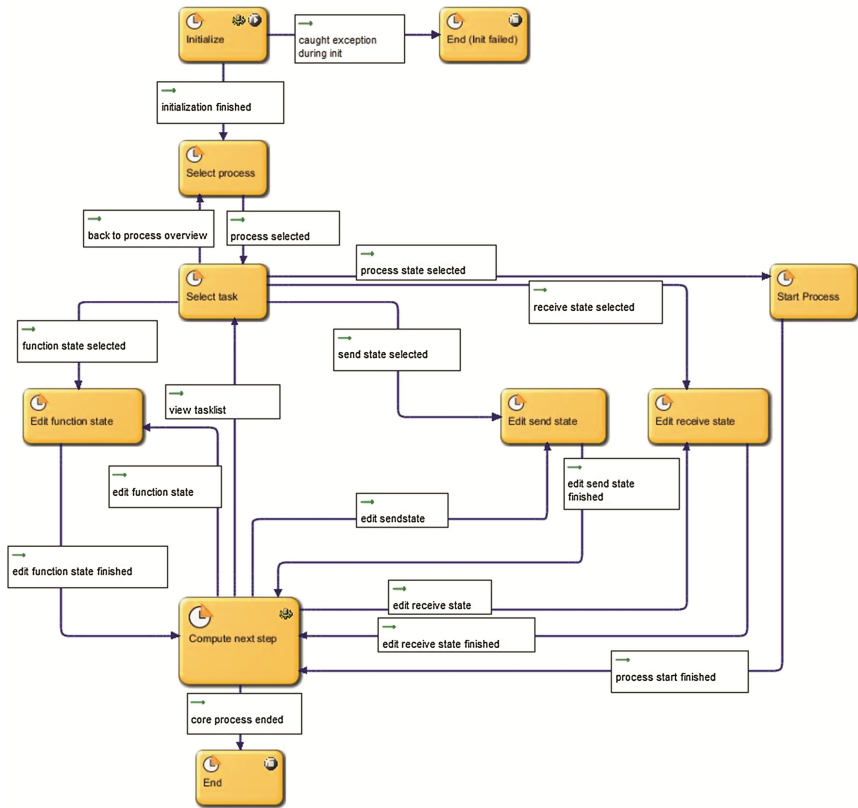 Initialize
caught exception
during init
End (Init failed)
initialization finished
Select process
back to process overview
process selected
process state selected
Select task
receive state selected
Start Process
function state selected
send state selected
view tasklist
Edit function state
Edit send state
Edit receive state
edit function state
edit send state
finished
edit sendstate
edit function state finished
edit receive state
Compute next step
edit receive state finished
process start finished
core process ended
End